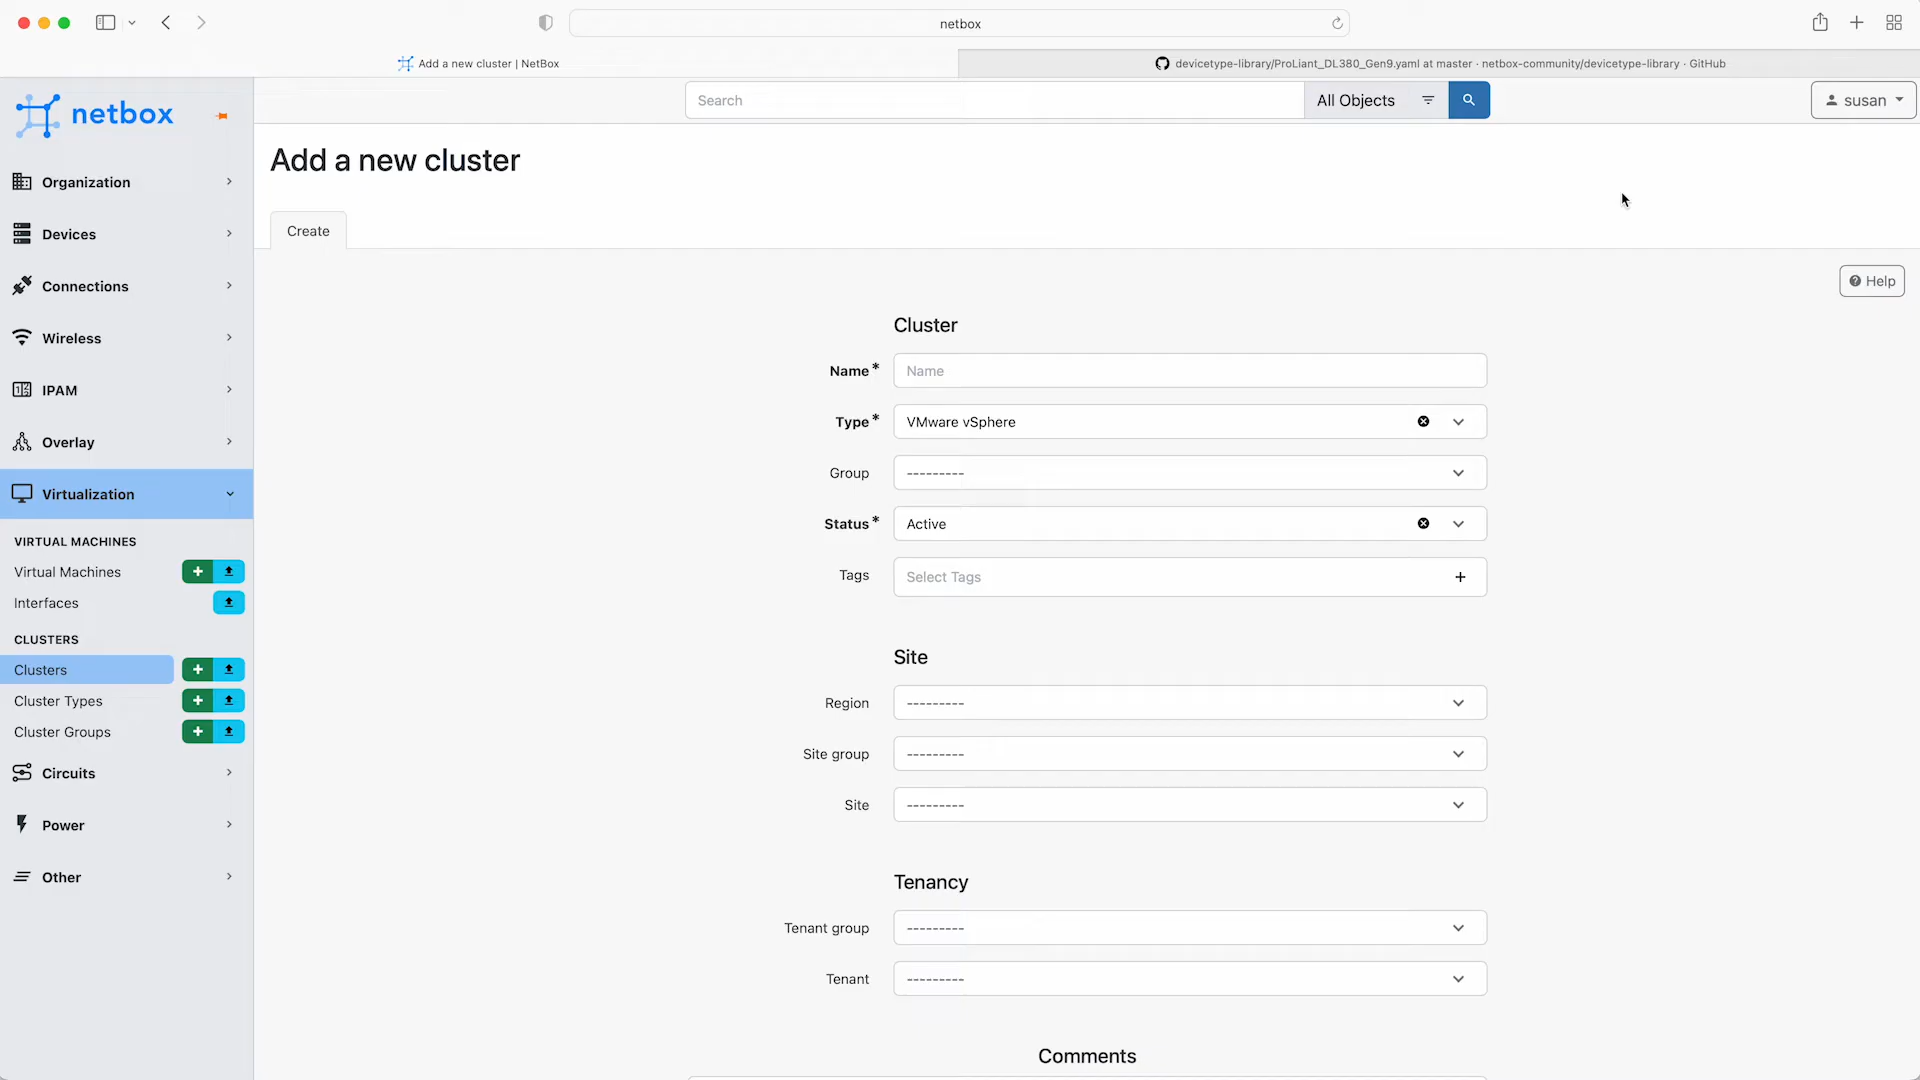 netbox
Add a new cluster | NetBox
devicetype-library/ProLiant_DL380_Gen9.yaml at master · netbox-community/devicetype-library · GitHub
netbox
Search
All Objects
susan
Add a new cluster
Create
Help
Organization
Devices
Connections
Wireless
IPAM
Overlay
Virtualization
VIRTUAL MACHINES
Virtual Machines
Interfaces
CLUSTERS
Clusters
Cluster Types
Cluster Groups
Circuits
Power
Other
Cluster
Name* Name
Type* VMware vSphere
Group ---------
Status* Active
Tags Select Tags
Site
Region ---------
Site group ---------
Site ---------
Tenancy
Tenant group ---------
Tenant ---------
Comments